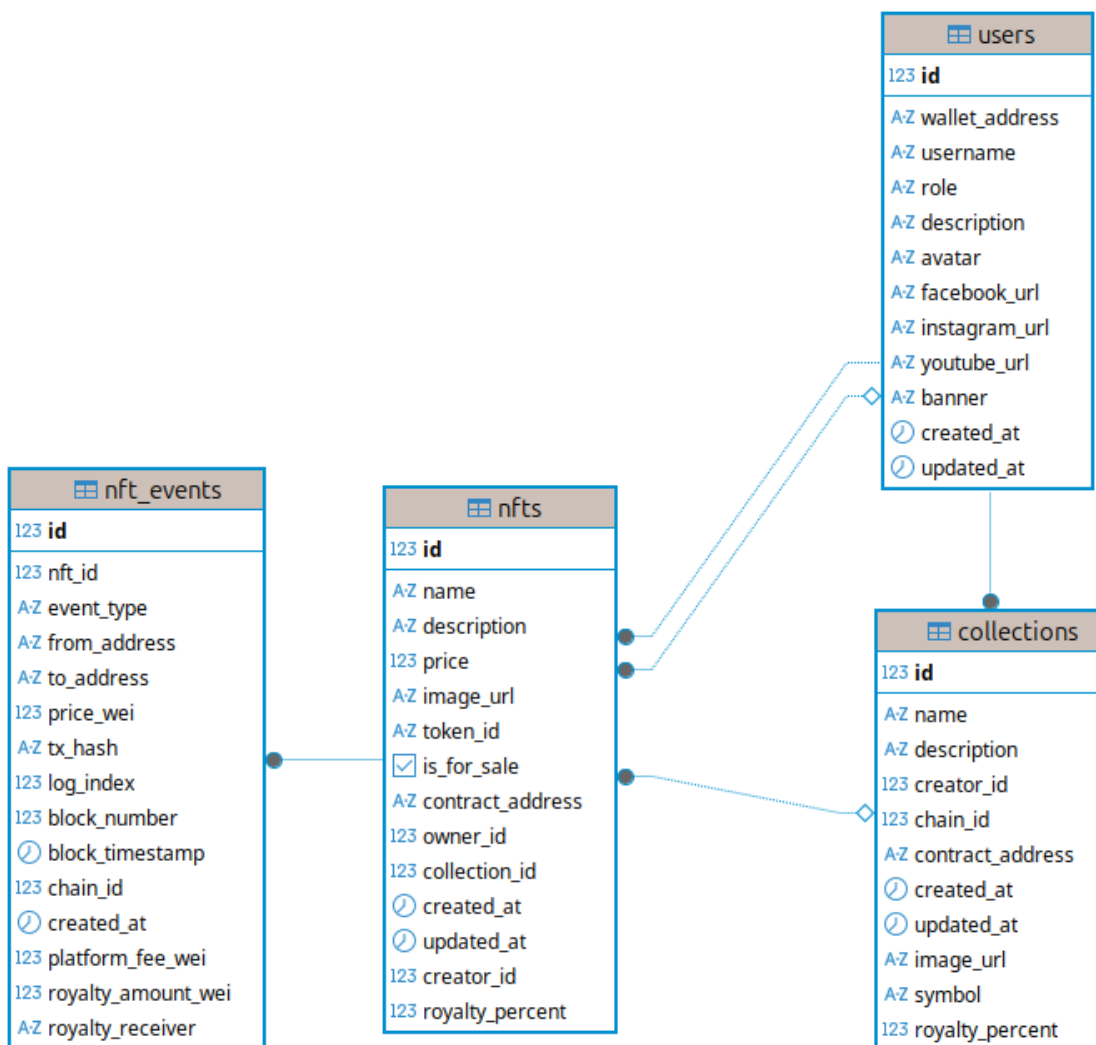 users
123 id
A-Z wallet_address
A-Z username
A-Z role
A-Z description
A-Z avatar
A-Z facebook_url
A-Z instagram_url
A-Z youtube_url
A-Z banner
created_at
updated_at
nft_events
123 id
123 nft_id
A-Z event_type
A-Z from_address
A-Z to_address
123 price_wei
A-Z tx_hash
123 log_index
123 block_number
block_timestamp
123 chain_id
created_at
123 platform_fee_wei
123 royalty_amount_wei
A-Z royalty_receiver
nfts
123 id
A-Z name
A-Z description
123 price
A-Z image_url
A-Z token_id
is_for_sale
A-Z contract_address
123 owner_id
123 collection_id
created_at
updated_at
123 creator_id
123 royalty_percent
collections
123 id
A-Z name
A-Z description
123 creator_id
123 chain_id
A-Z contract_address
created_at
updated_at
A-Z image_url
A-Z symbol
123 royalty_percent